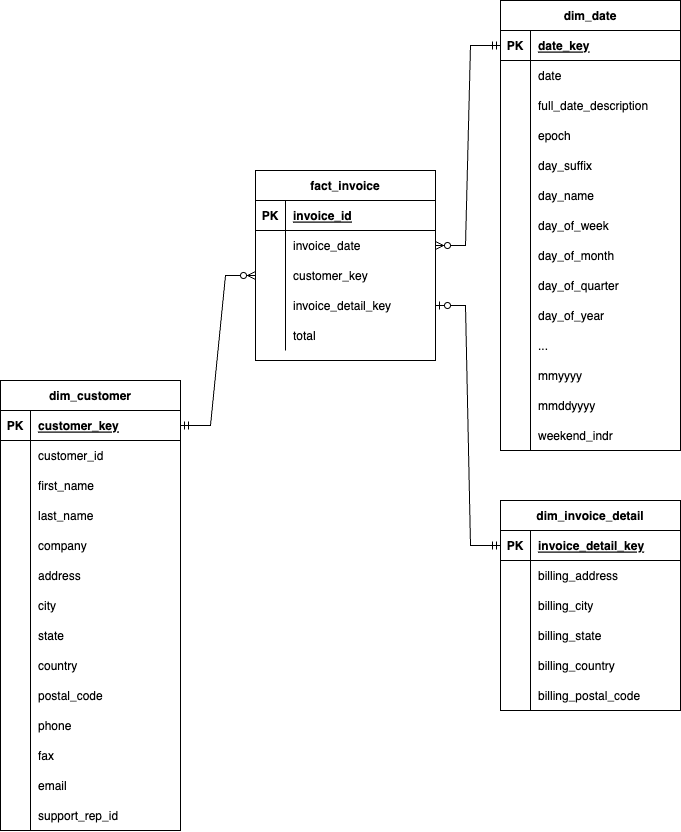 dim_date
PK date_key
date
full_date_description
epoch
day_suffix
day_name
day_of_week
day_of_month
day_of_quarter
day_of_year
...
mmyyyy
mmddyyyy
weekend_indr
fact_invoice
PK invoice_id
invoice_date
customer_key
invoice_detail_key
total
dim_customer
PK customer_key
customer_id
first_name
last_name
company
address
city
state
country
postal_code
phone
fax
email
support_rep_id
dim_invoice_detail
PK invoice_detail_key
billing_address
billing_city
billing_state
billing_country
billing_postal_code